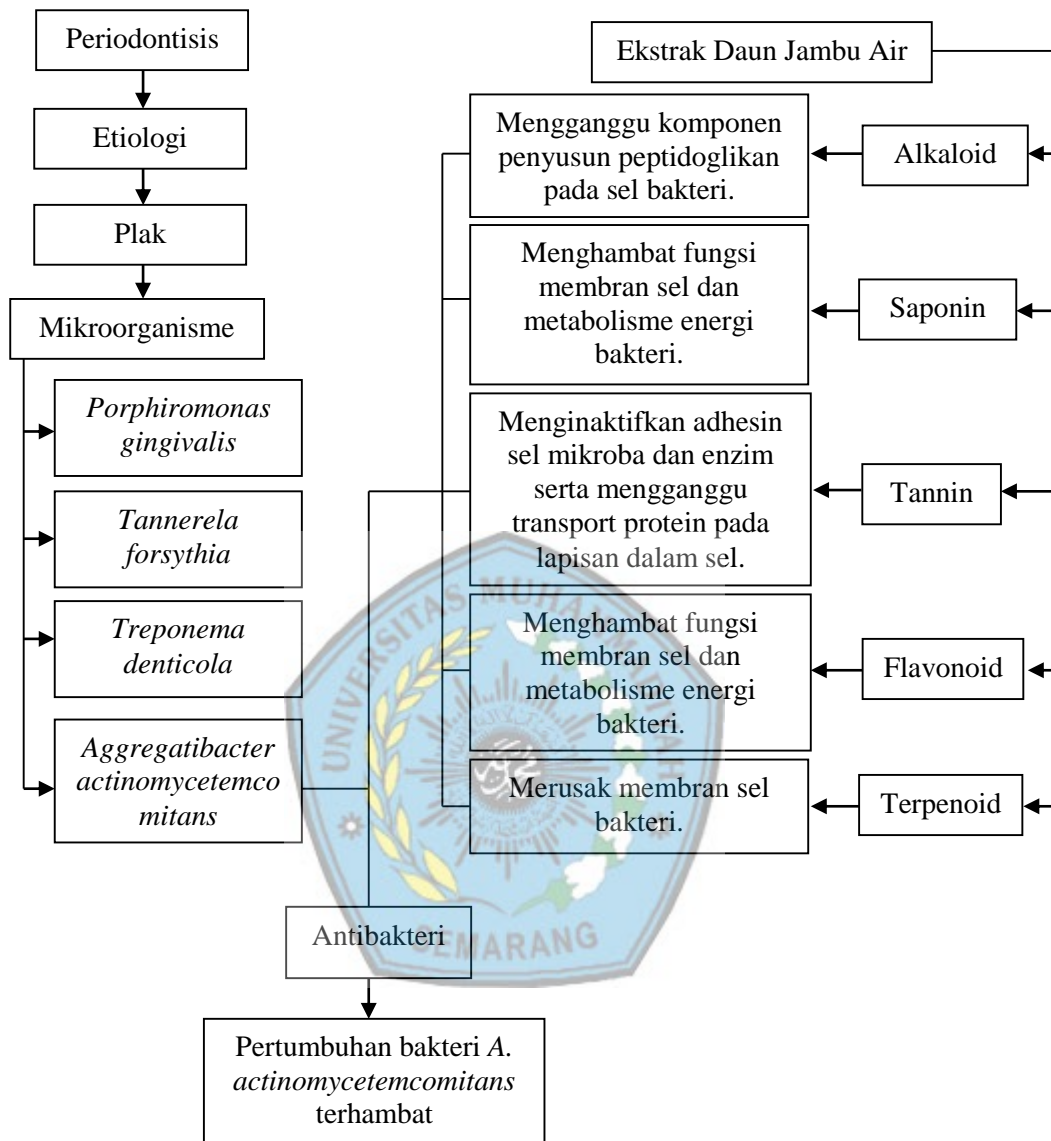 Periodontisis
Etiologi
Plak
Mikroorganisme
Porphiromonas
gingivalis
Tannerela
forsythia
Treponema
denticola
Aggregatibacter
actinomycetemco
mitans
Ekstrak Daun Jambu Air
Mengganggu komponen
penyusun peptidoglikan
pada sel bakteri.
Alkaloid
Menghambat fungsi
membran sel dan
metabolisme energi
bakteri.
Saponin
Menginaktifkan adhesin
sel mikroba dan enzim
serta mengganggu
transport protein pada
lapisan dalam sel.
Tannin
Menghambat fungsi
membran sel dan
metabolisme energi
bakteri.
Flavonoid
Merusak membran sel
bakteri.
Terpenoid
Antibakteri
Pertumbuhan bakteri A.
actinomycetemcomitans
terhambat
UNIVERSITAS MUHAMMADIYAH
SEMARANG